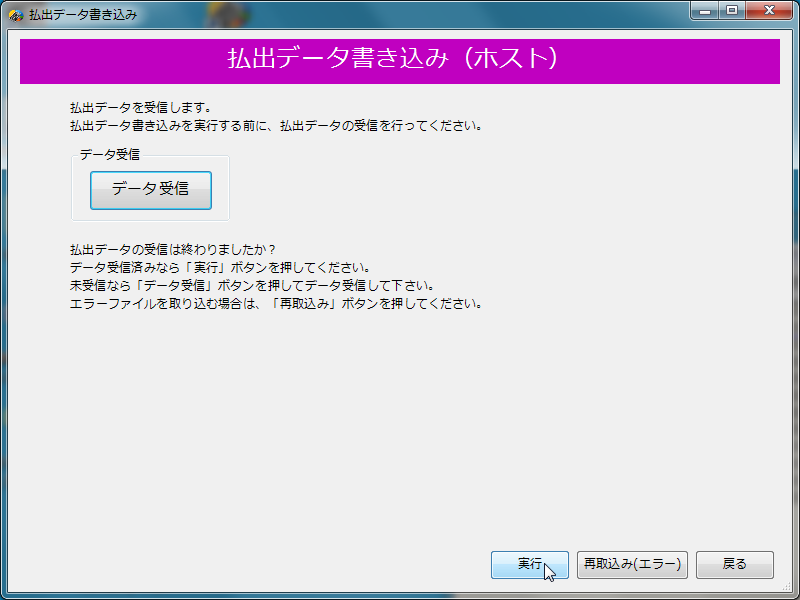 払出データ書き込み
払出データ書き込み（ホスト）
払出データを受信します。
払出データ書き込みを実行する前に、払出データの受信を行ってください。
データ受信
データ受信
払出データの受信は終わりましたか？
データ受信済みなら「実行」ボタンを押してください。
未受信なら「データ受信」ボタンを押してデータ受信して下さい。
エラーファイルを取り込む場合は、「再取込み」ボタンを押してください。
実行 再取込み(エラー) 戻る